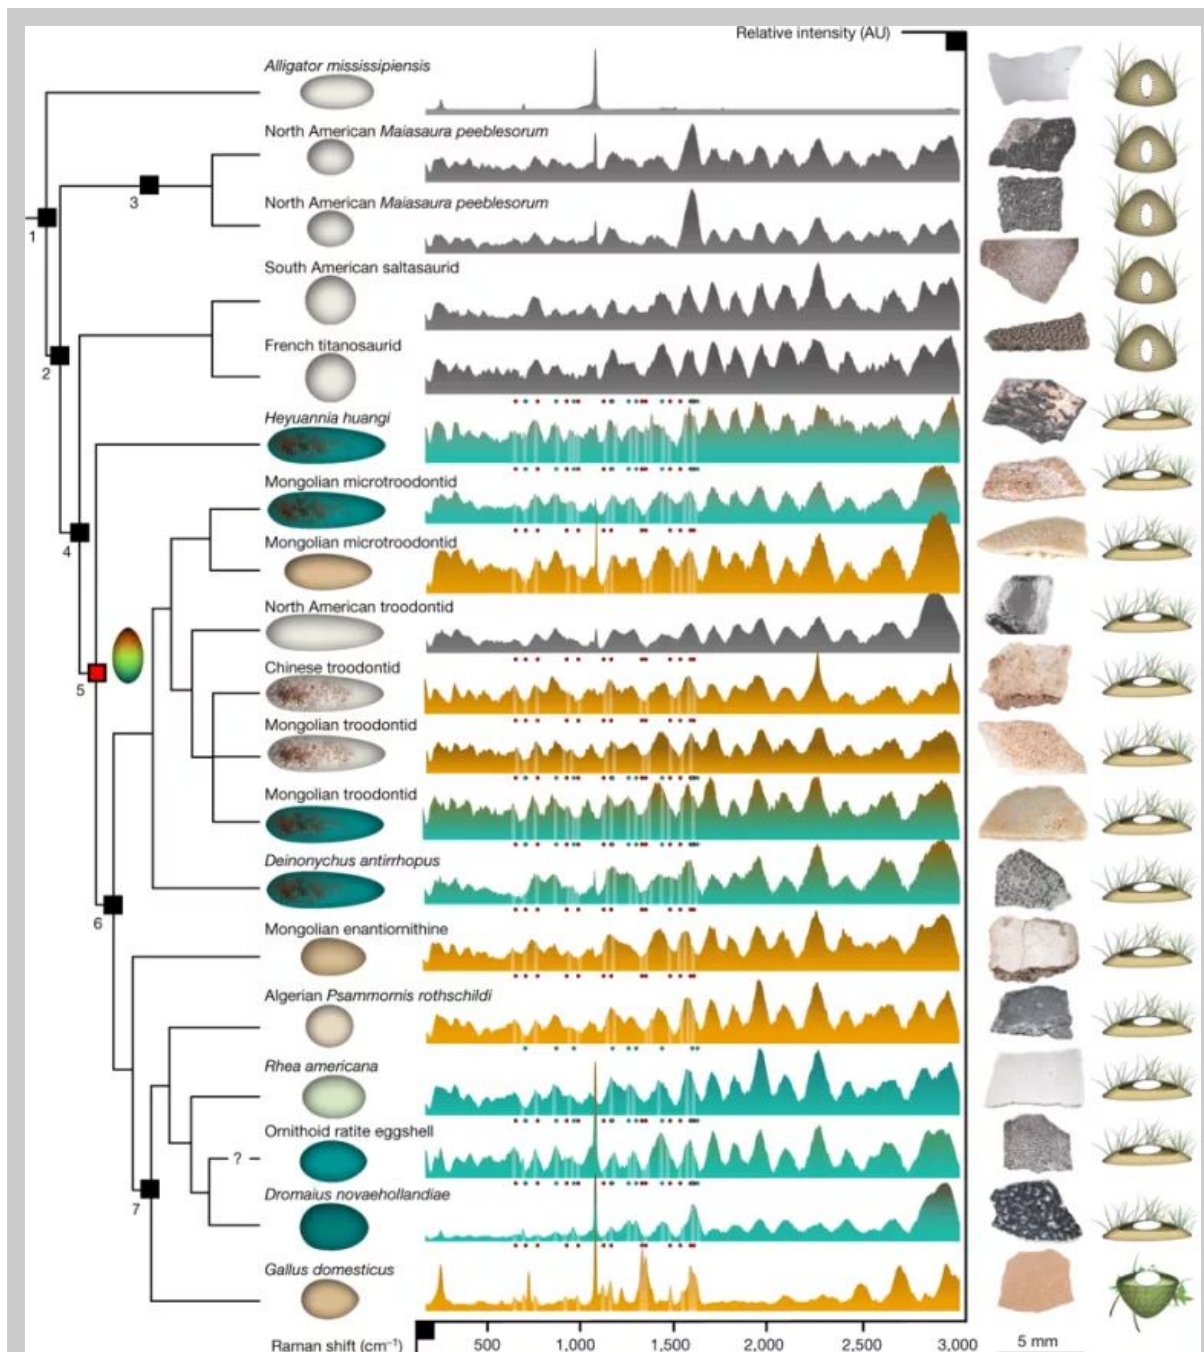 Relative intensity (AU)
Alligator mississipiensis
North American Maiasaura peeblesorum
3
North American Maiasaura peeblesorum
1
South American saltasaurid
French titanosaurid
2
Heyuannia huangi
Mongolian microtroodontid
Mongolian microtroodontid
4
North American troodontid
Chinese troodontid
5
Mongolian troodontid
Mongolian troodontid
Deinonychus antirrhopus
6
Mongolian enantiornithine
Algerian Psammornis rothschildi
Rhea americana
Ornithoid ratite eggshell
?
Dromaius novaehollandiae
7
Gallus domesticus
Raman shift (cm⁻¹) 500 1,000 1,500 2,000 2,500 3,000 5 mm